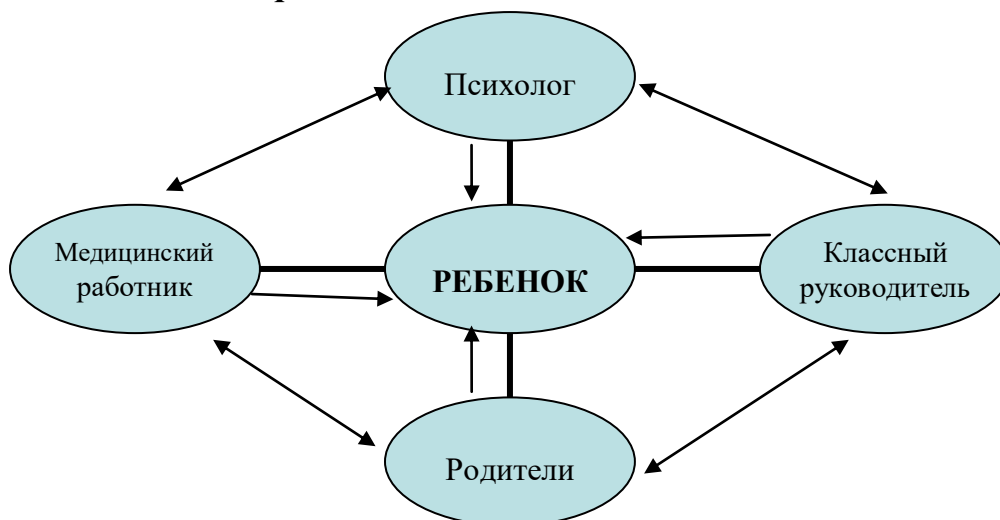 Психолог
Медицинский
работник
РЕБЕНОК
Классный
руководитель
Родители